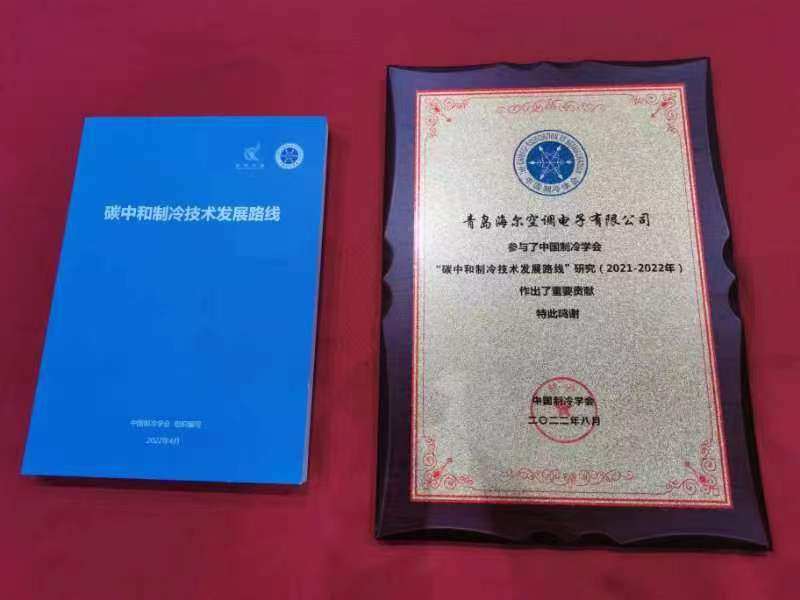 碳中和制冷技术发展路线
中国制冷学会 组织编写
2022年4月
THE CHINESE ASSOCIATION OF REFRIGERATION
中国制冷学会
青岛海尔空调电子有限公司
参与了中国制冷学会
“碳中和制冷技术发展路线”研究（2021-2022年）
作出了重要贡献
特此鸣谢
中国制冷学会
二〇二二年八月